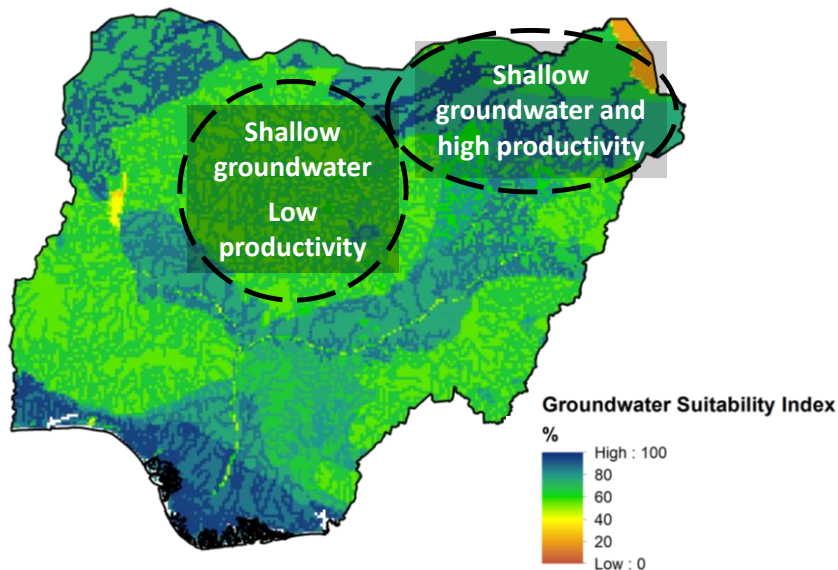 Shallow
groundwater
Low
productivity
Shallow
groundwater and
high productivity
Groundwater Suitability Index
%
High : 100
80
60
40
20
Low : 0